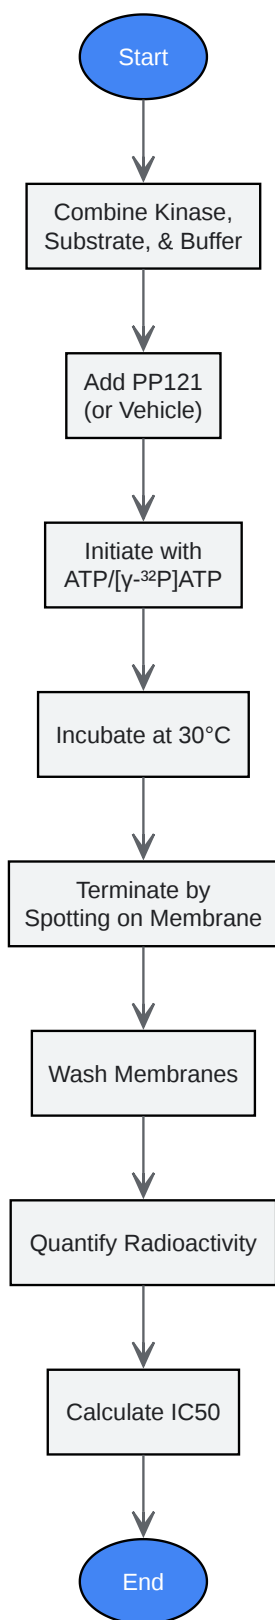 Start
Combine Kinase,
Substrate, & Buffer
Add PP121
(or Vehicle)
Initiate with
ATP/[γ-³²P]ATP
Incubate at 30°C
Terminate by
Spotting on Membrane
Wash Membranes
Quantify Radioactivity
Calculate IC50
End